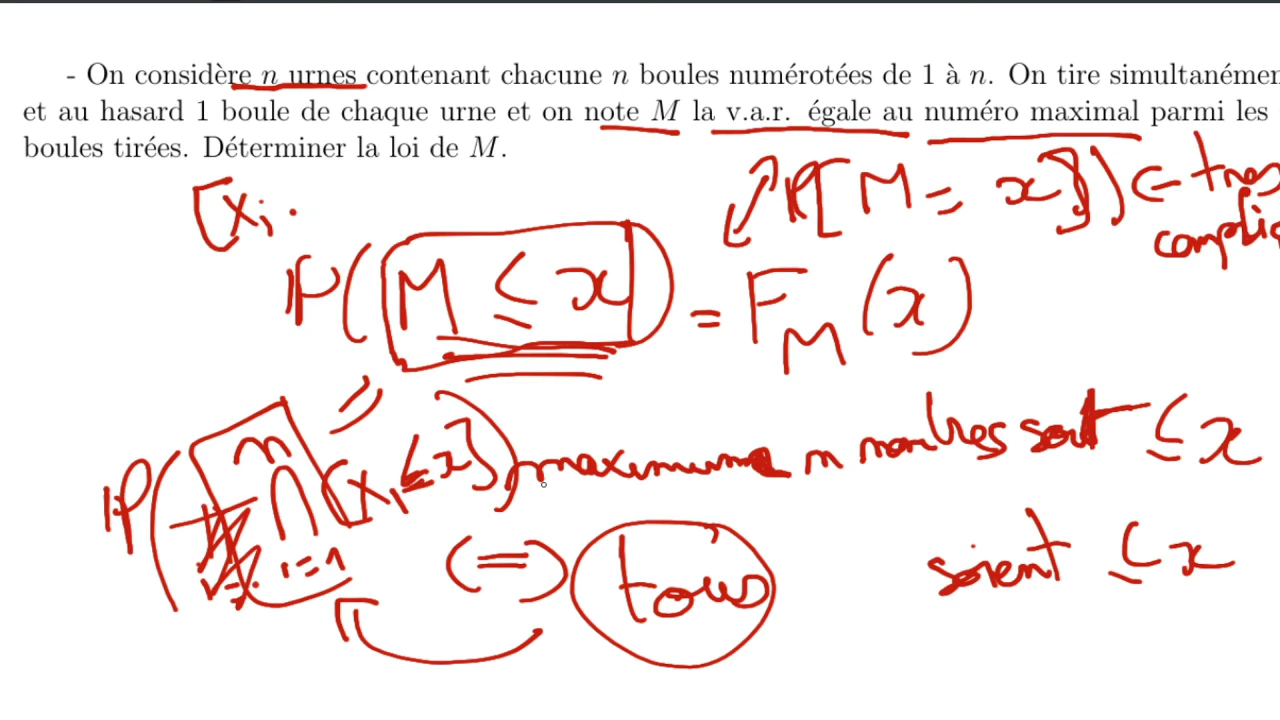 - On considère n urnes contenant chacune n boules numérotées de 1 à n. On tire simultanémen
et au hasard 1 boule de chaque urne et on note M la v.a.r. égale au numéro maximal parmi les
boules tirées. Déterminer la loi de M.
[X_i
P([M = x]) ← très
compliq
P(M ≤ x) = F_M(x)
=
P(⋂_{i=1}^{n} [X_i ≤ x]) maximum n nombres soit ≤ x
(=) tous soient ≤ x